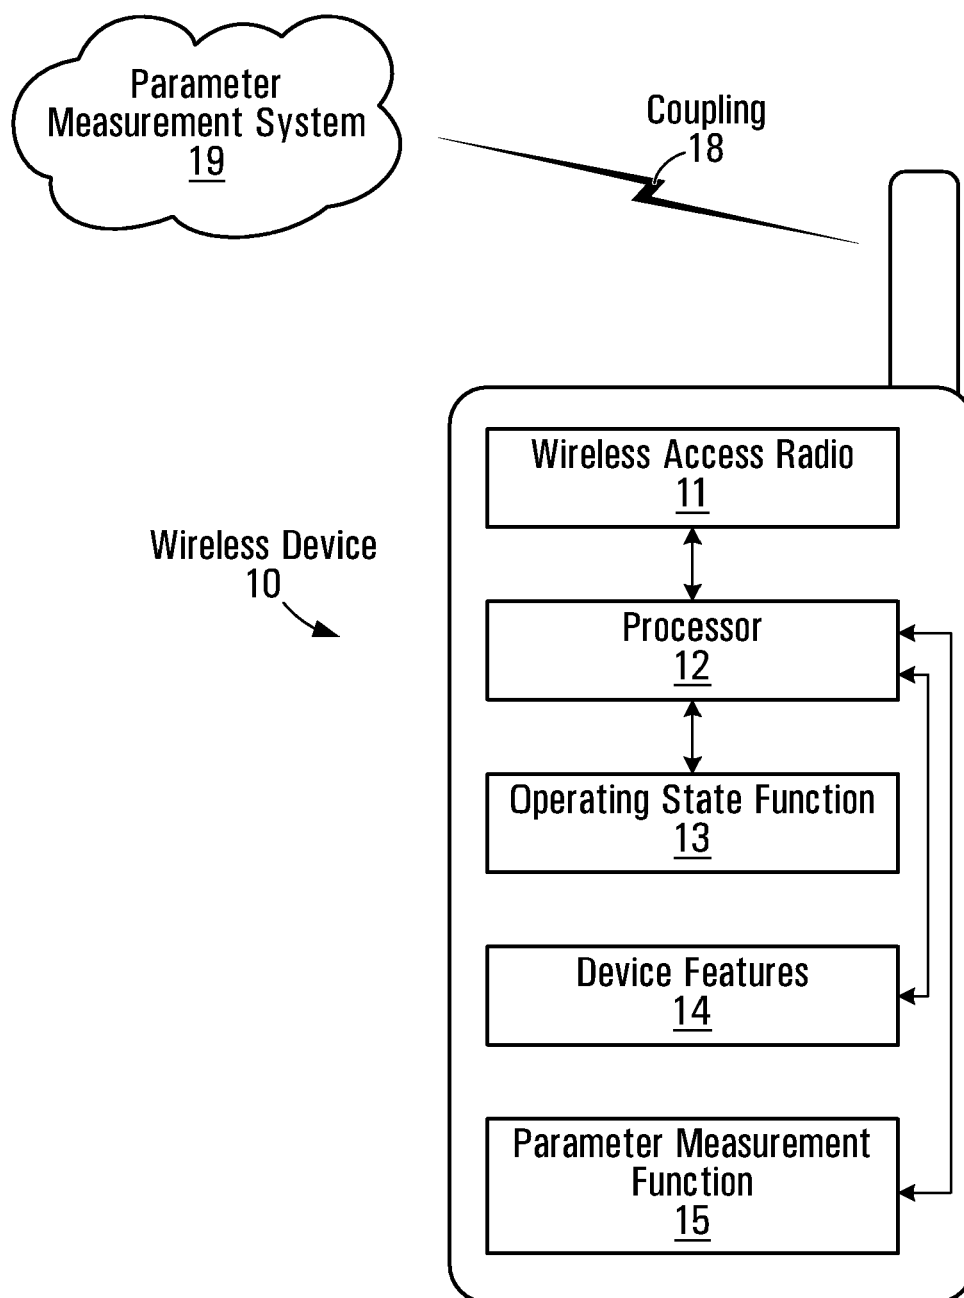 Parameter
Measurement System
19
Coupling
18
Wireless Access Radio
11
Wireless Device
10
Processor
12
Operating State Function
13
Device Features
14
Parameter Measurement
Function
15